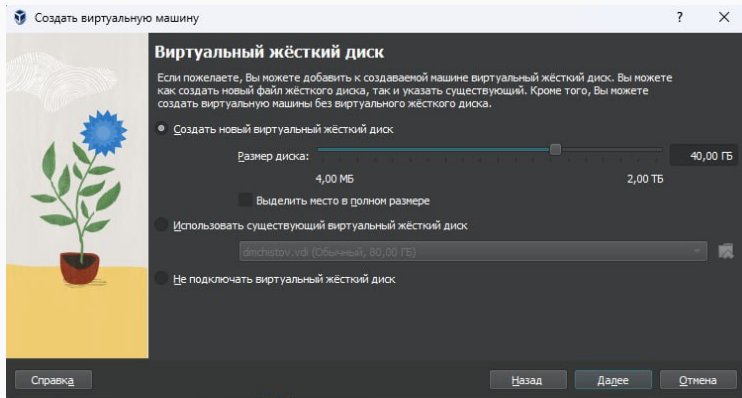 Создать виртуальную машину
Виртуальный жёсткий диск
Если пожелаете, Вы можете добавить к создаваемой машине виртуальный жёсткий диск. Вы можете
как создать новый файл жёсткого диска, так и указать существующий. Кроме того, Вы можете
создать виртуальную машины без виртуального жёсткого диска.
Создать новый виртуальный жёсткий диск
Размер диска: 40,00 ГБ
4,00 МБ 2,00 ТБ
Выделить место в полном размере
Использовать существующий виртуальный жёсткий диск
dmchistov.vdi (Обычный, 80,00 ГБ)
Не подключать виртуальный жёсткий диск
Справка Назад Далее Отмена